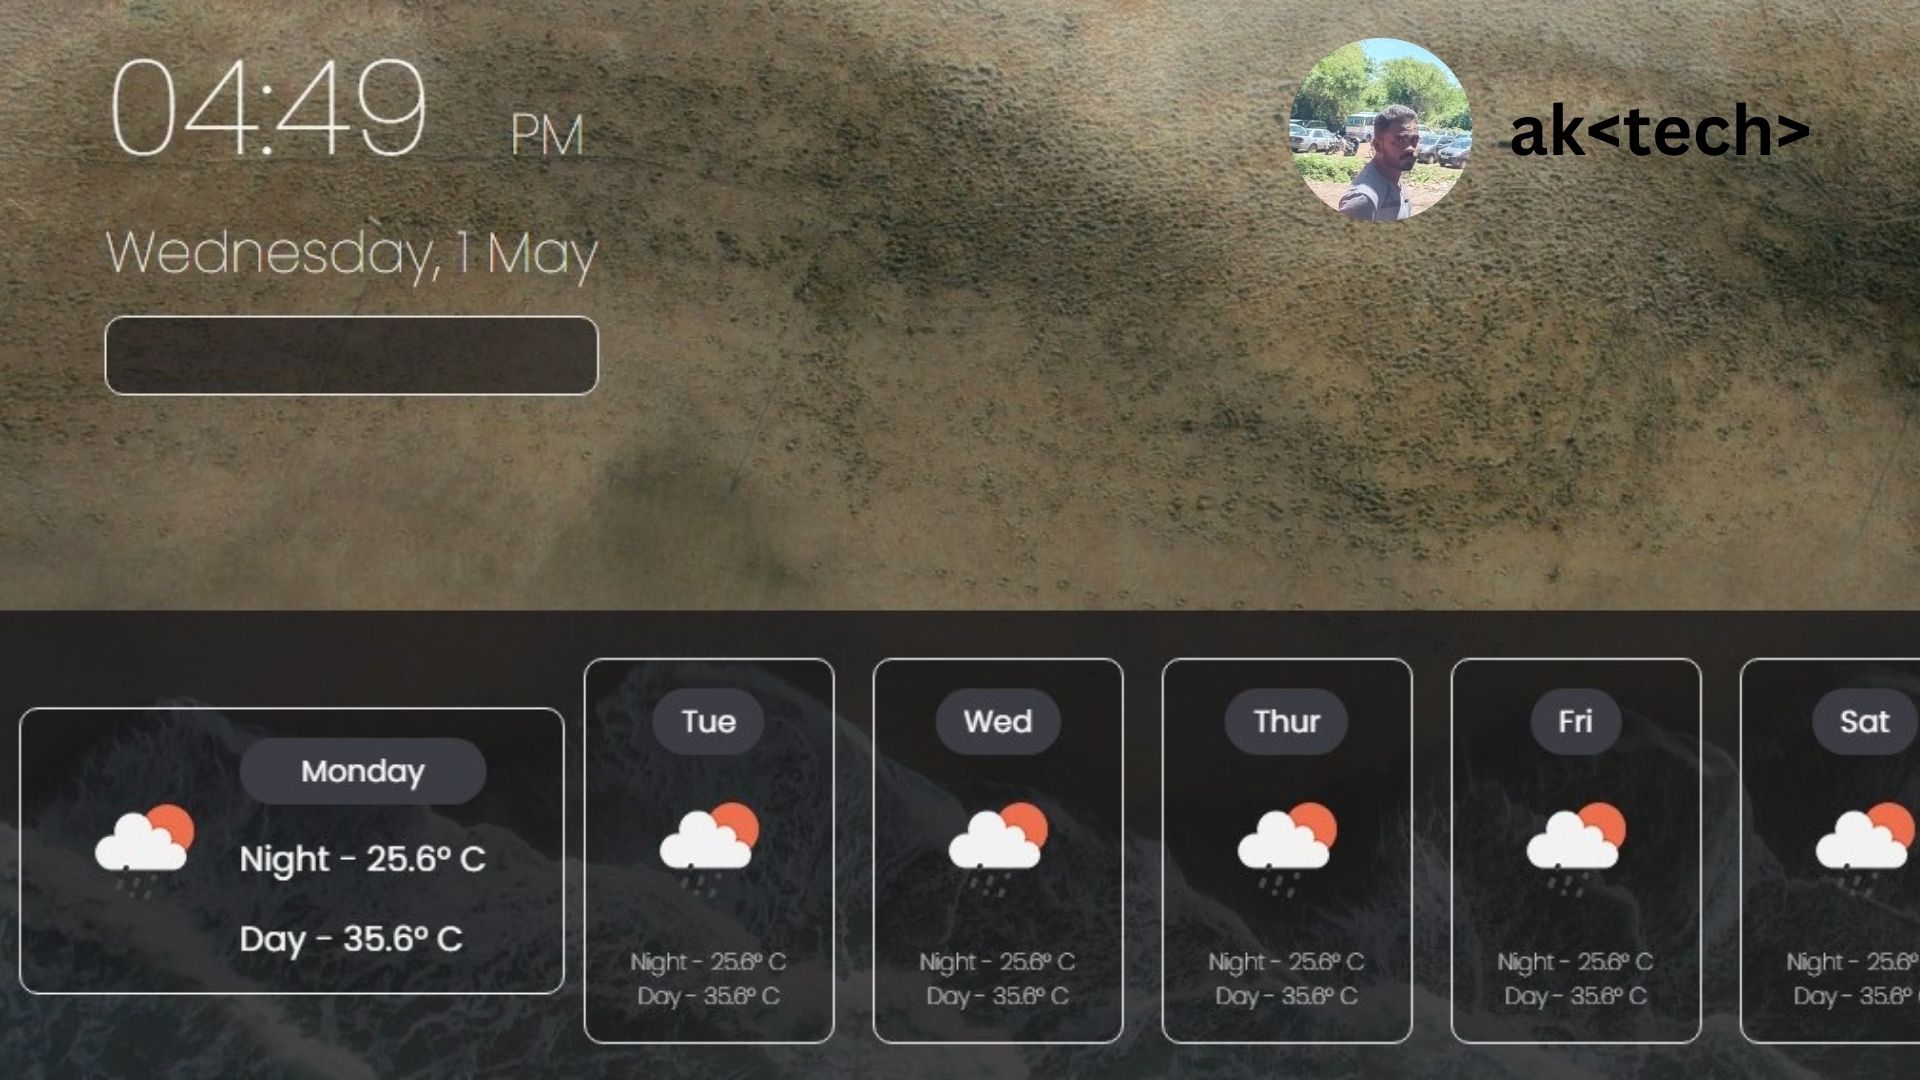 04:49 PM
ak<tech>
Wednesday, 1 May
Monday
Night - 25.6° C
Day - 35.6° C
Tue
Night - 25.6° C
Day - 35.6° C
Wed
Night - 25.6° C
Day - 35.6° C
Thur
Night - 25.6° C
Day - 35.6° C
Fri
Night - 25.6° C
Day - 35.6° C
Sat
Night - 25.6°
Day - 35.6°